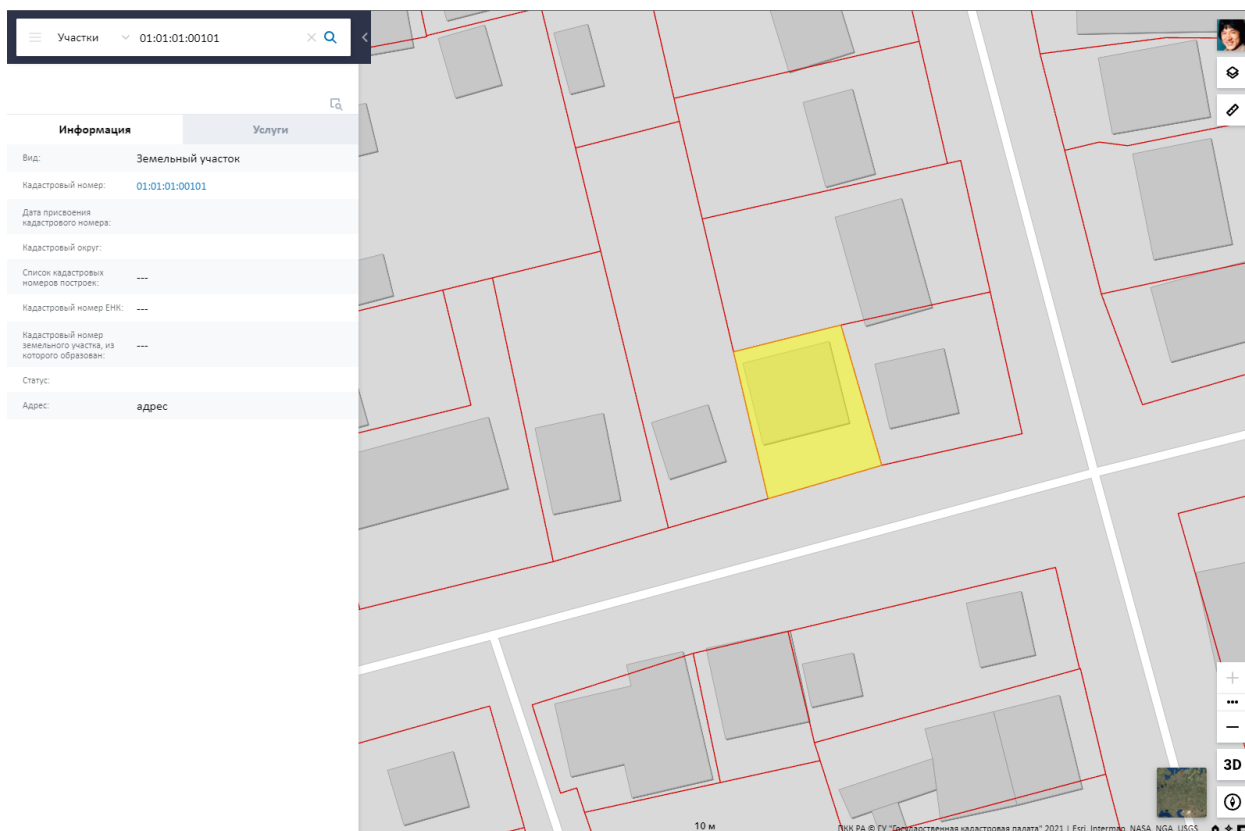 Участки 01:01:01:00101
Информация Услуги
Вид: Земельный участок
Кадастровый номер: 01:01:01:00101
Дата присвоения
кадастрового номера:
Кадастровый округ:
Список кадастровых
номеров построек: ---
Кадастровый номер ЕНК: ---
Кадастровый номер
земельного участка, из ---
которого образован:
Статус:
Адрес: адрес
3D
10 м
ПКК РА © ГУ "Государственная кадастровая палата" 2021 | Esri, Intermap, NASA, NGA, USGS